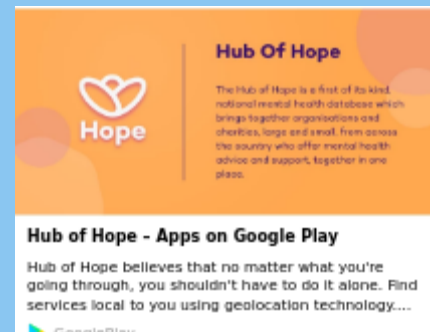 Hub Of Hope
The Hub of Hope is a first of its kind,
national mental health database which
brings together organisations and
charities, large and small, from across
the country who offer mental health
advice and support, together in one
place.
Hope
Hub of Hope - Apps on Google Play
Hub of Hope believes that no matter what you're
going through, you shouldn't have to do it alone. Find
services local to you using geolocation technology....
GooglePlay